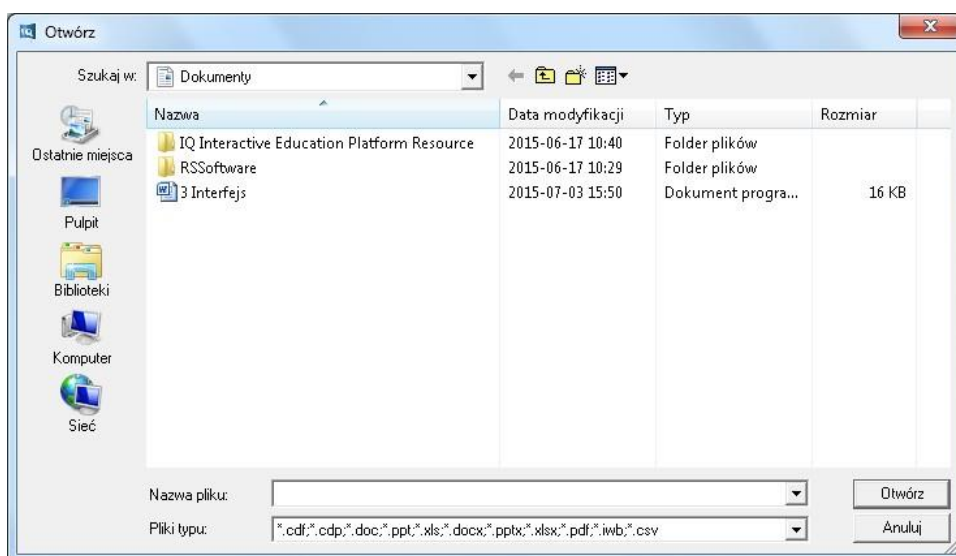 Otwórz
Szukaj w: Dokumenty
Nazwa Data modyfikacji Typ Rozmiar
IQ Interactive Education Platform Resource 2015-06-17 10:40 Folder plików
RSSoftware 2015-06-17 10:29 Folder plików
3 Interfejs 2015-07-03 15:50 Dokument progra... 16 KB
Ostatnie miejsca
Pulpit
Biblioteki
Komputer
Sieć
Nazwa pliku: Otwórz
Pliki typu: *.cdf;*.cdp;*.doc;*.ppt;*.xls;*.docx;*.pptx;*.xlsx;*.pdf;*.iwb;*.csv Anuluj